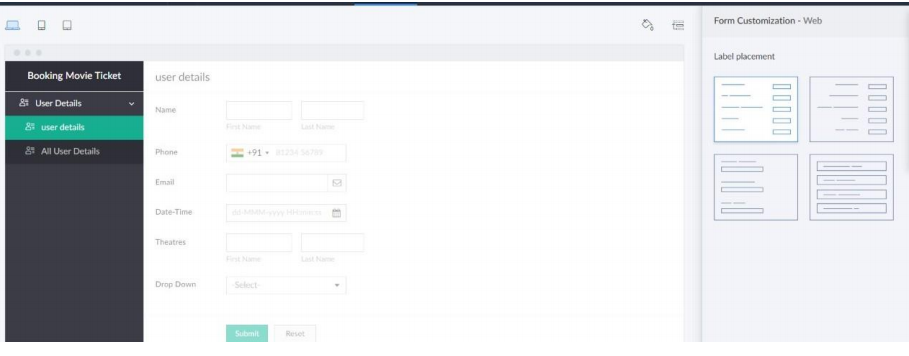 Form Customization - Web
Label placement
Booking Movie Ticket
User Details
user details
All User Details
user details
Name
First Name Last Name
Phone
+91 81234 56789
Email
Date-Time
dd-MMM-yyyy HH:mm:ss
Theatres
First Name Last Name
Drop Down
-Select-
Submit Reset